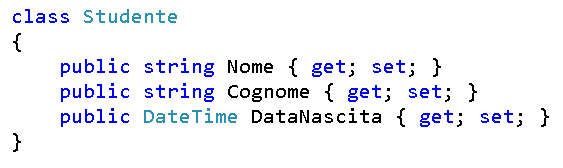 class Studente
{
    public string Nome { get; set; }
    public string Cognome { get; set; }
    public DateTime DataNascita { get; set; }
}